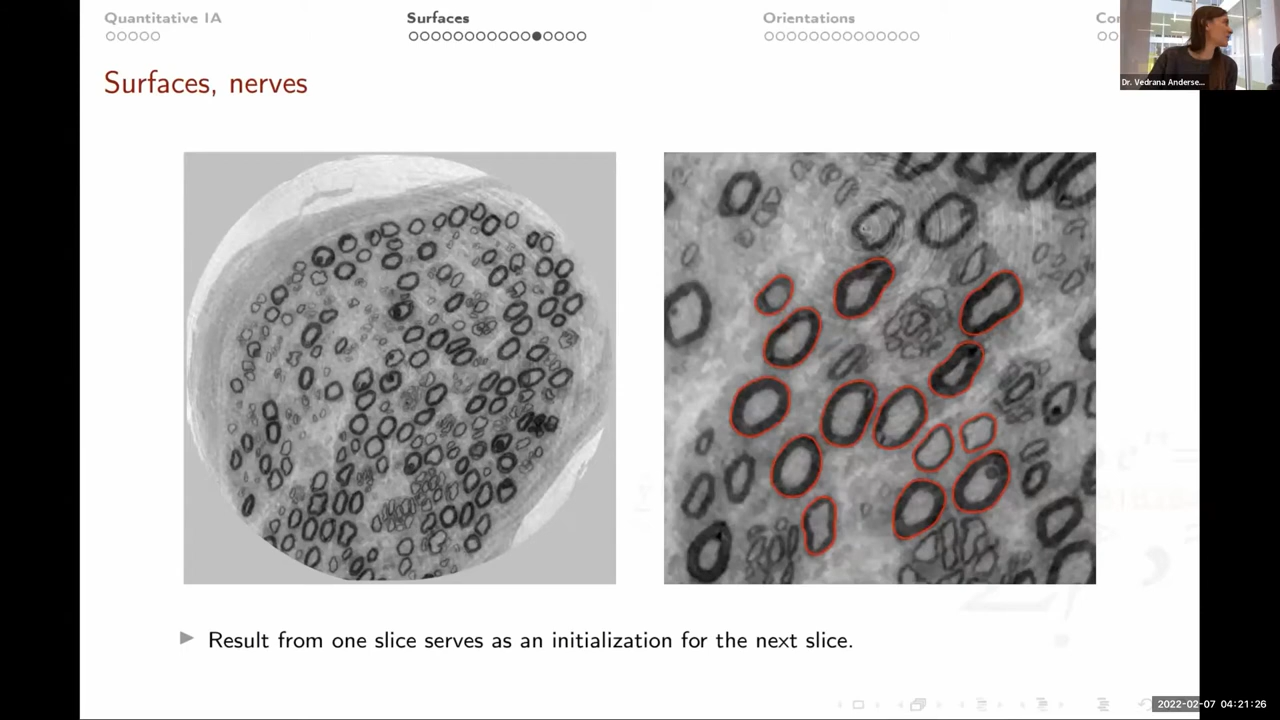 Quantitative IA
Surfaces
Orientations
Dr. Vedrana Anderse...
Surfaces, nerves
Result from one slice serves as an initialization for the next slice.
2022-02-07 04:21:26